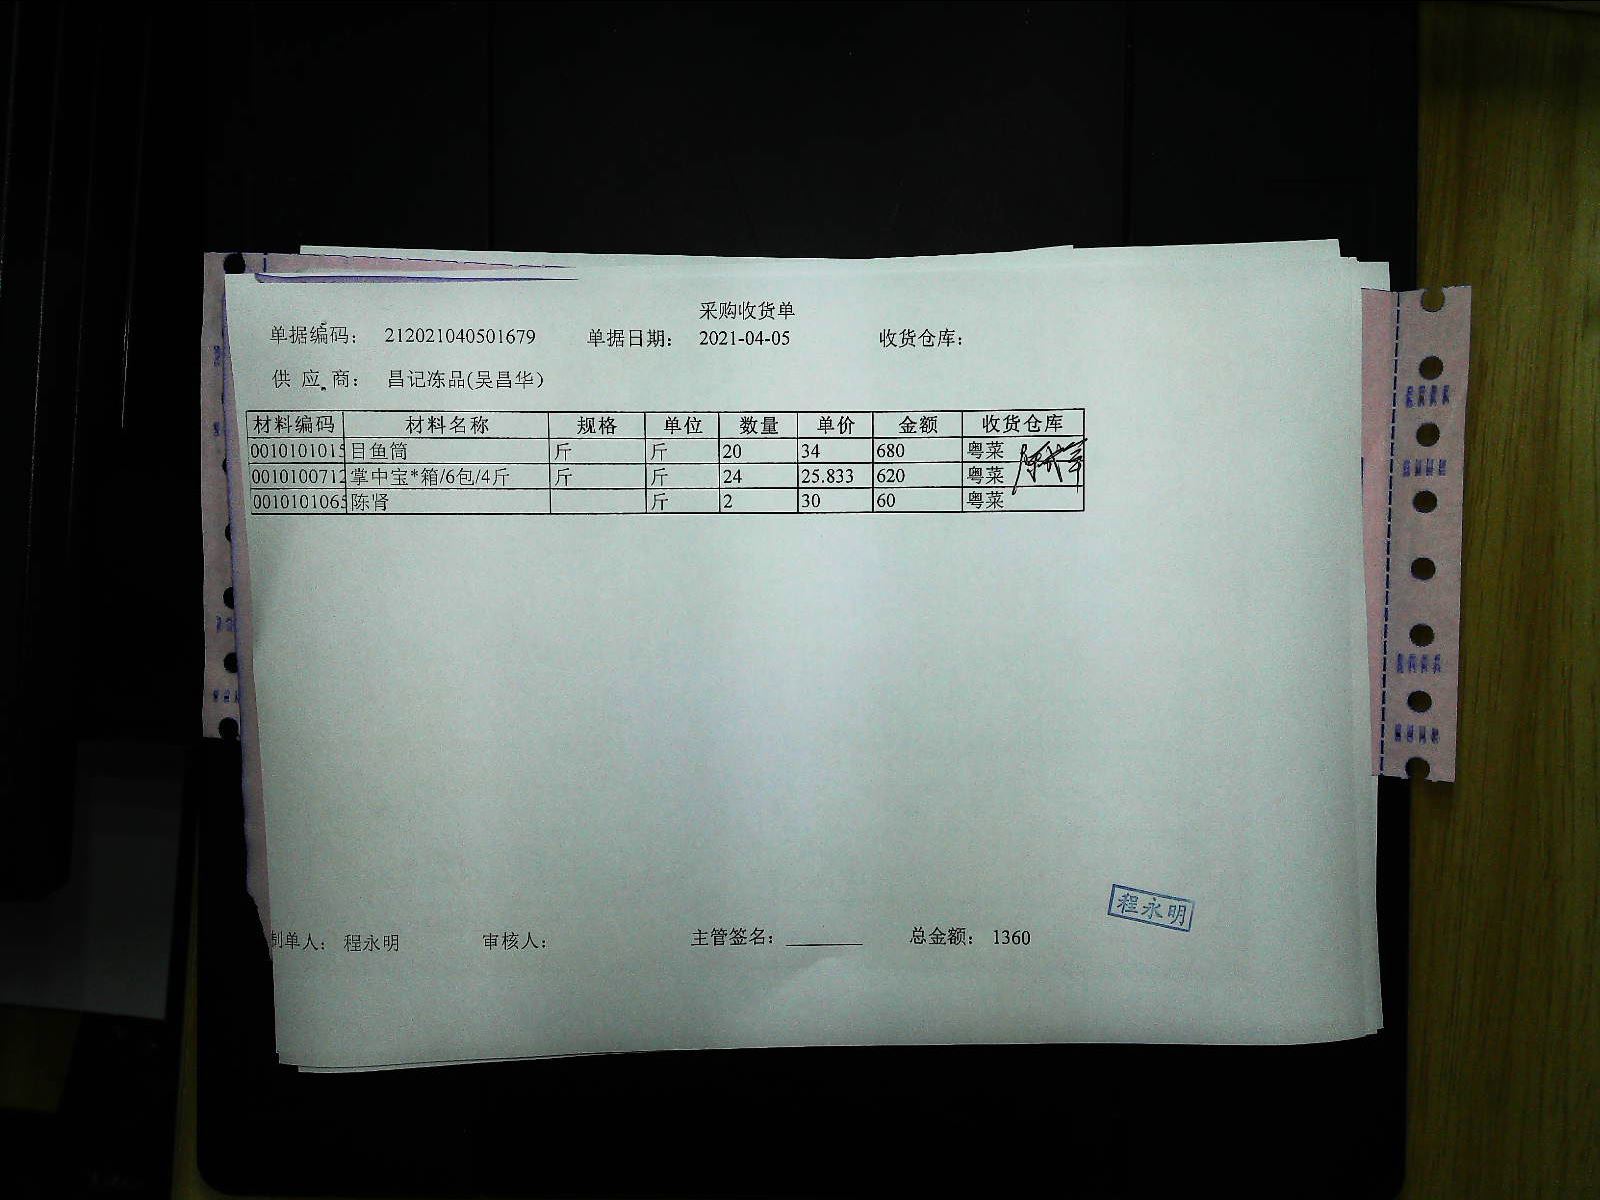 采购收货单
单据编码： 212021040501679 单据日期： 2021-04-05 收货仓库：
供 应 商： 昌记冻品(吴昌华)
材料编码 材料名称 规格 单位 数量 单价 金额 收货仓库
0010101015 目鱼筒 斤 斤 20 34 680 粤菜
0010100712 掌中宝*箱/6包/4斤 斤 斤 24 25.833 620 粤菜
0010101065 陈肾 斤 2 30 60 粤菜
程永明
制单人： 程永明 审核人： 主管签名： 总金额： 1360